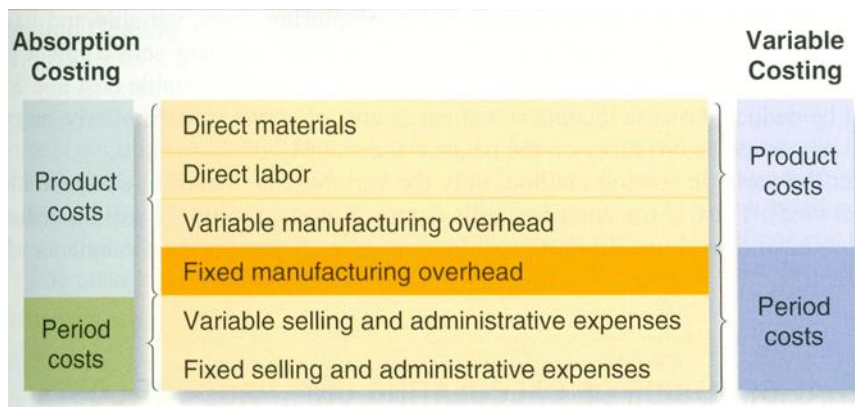 Absorption
Costing
Variable
Costing
Product
costs
Period
costs
Direct materials
Direct labor
Variable manufacturing overhead
Fixed manufacturing overhead
Variable selling and administrative expenses
Fixed selling and administrative expenses
Product
costs
Period
costs